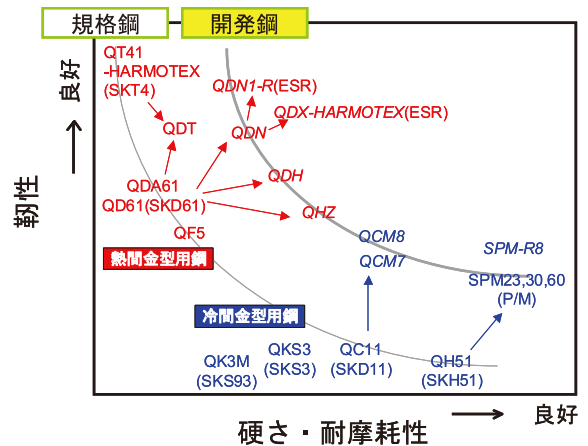 規格鋼
開発鋼
QT41
-HARMOTEX
(SKT4)
QDT
QDN1-R(ESR)
QDX-HARMOTEX(ESR)
QDN
QDH
QDA61
QD61(SKD61)
QHZ
QF5
QCM8
QCM7
SPM-R8
SPM23,30,60
(P/M)
熱間金型用鋼
冷間金型用鋼
QK3M
(SKS93)
QKS3
(SKS3)
QC11
(SKD11)
QH51
(SKH51)
靭性
良好
硬さ・耐摩耗性
良好